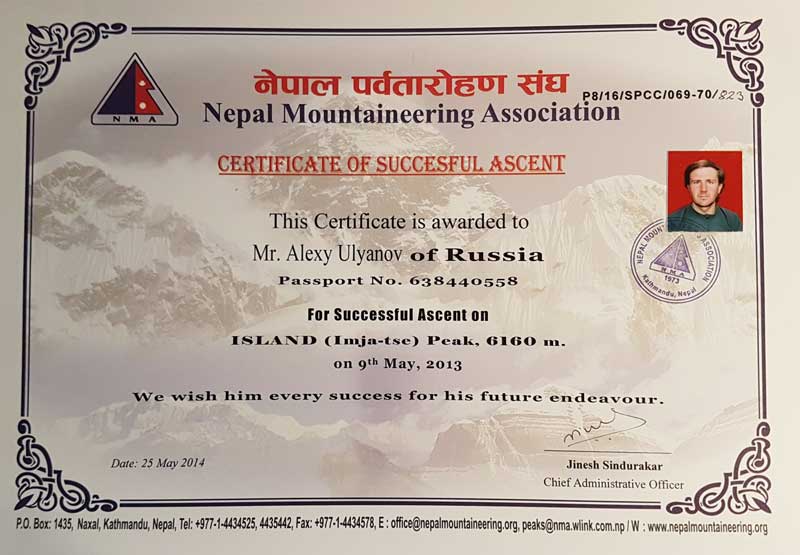 नेपाल पर्वतारोहण संघ
P8/16/SPCC/069-70/823
Nepal Mountaineering Association
NMA
CERTIFICATE OF SUCCESFUL ASCENT
This Certificate is awarded to
Mr. Alexy Ulyanov of Russia
Passport No. 638440558
NEPAL MOUNTAINEERING ASSOCIATION
NMA
1973
Kathmandu, Nepal
For Successful Ascent on
ISLAND (Imja-tse) Peak, 6160 m.
on 9th May, 2013
We wish him every success for his future endeavour.
Date: 25 May 2014
Jinesh Sindurakar
Chief Administrative Officer
P.O. Box: 1435, Naxal, Kathmandu, Nepal, Tel: +977-1-4434525, 4435442, Fax: +977-1-4434578, E : office@nepalmountaineering.org, peaks@nma.wlink.com.np / W : www.nepalmountaineering.org